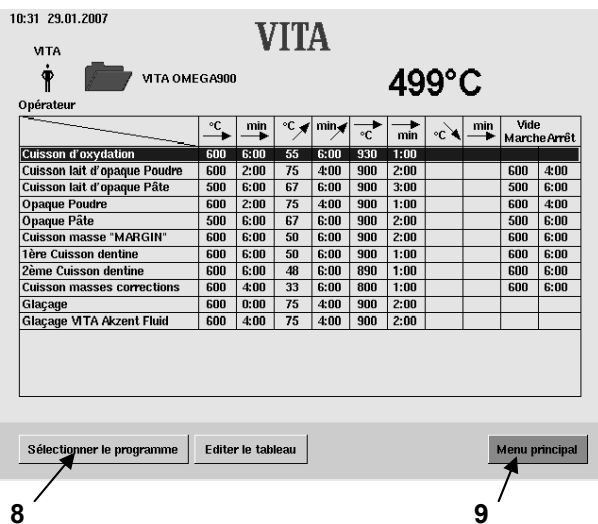 10:31 29.01.2007
VITA
VITA
VITA OMEGA900
499°C
Opérateur
°C min °C min °C min °C min Vide
Marche Arrêt
Cuisson d'oxydation 600 6:00 55 6:00 930 1:00
Cuisson lait d'opaque Poudre 600 2:00 75 4:00 900 2:00 600 4:00
Cuisson lait d'opaque Pâte 500 6:00 67 6:00 900 3:00 500 6:00
Opaque Poudre 600 2:00 75 4:00 900 1:00 600 4:00
Opaque Pâte 500 6:00 67 6:00 900 2:00 500 6:00
Cuisson masse "MARGIN" 600 6:00 50 6:00 900 2:00 600 6:00
1ère Cuisson dentine 600 6:00 50 6:00 900 1:00 600 6:00
2ème Cuisson dentine 600 6:00 48 6:00 890 1:00 600 6:00
Cuisson masses corrections 600 4:00 33 6:00 800 1:00 600 6:00
Glaçage 600 0:00 75 4:00 900 2:00
Glaçage VITA Akzent Fluid 600 4:00 75 4:00 900 2:00
Sélectionner le programme Editer le tableau Menu principal
8 9